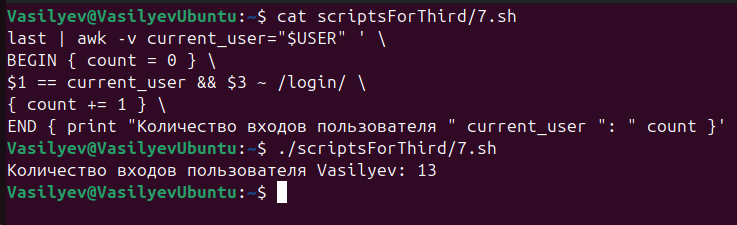 Vasilyev@VasilyevUbuntu:~$ cat scriptsForThird/7.sh
last | awk -v current_user="$USER" ' \
BEGIN { count = 0 } \
$1 == current_user && $3 ~ /login/ \
{ count += 1 } \
END { print "Количество входов пользователя " current_user ": " count }'
Vasilyev@VasilyevUbuntu:~$ ./scriptsForThird/7.sh
Количество входов пользователя Vasilyev: 13
Vasilyev@VasilyevUbuntu:~$